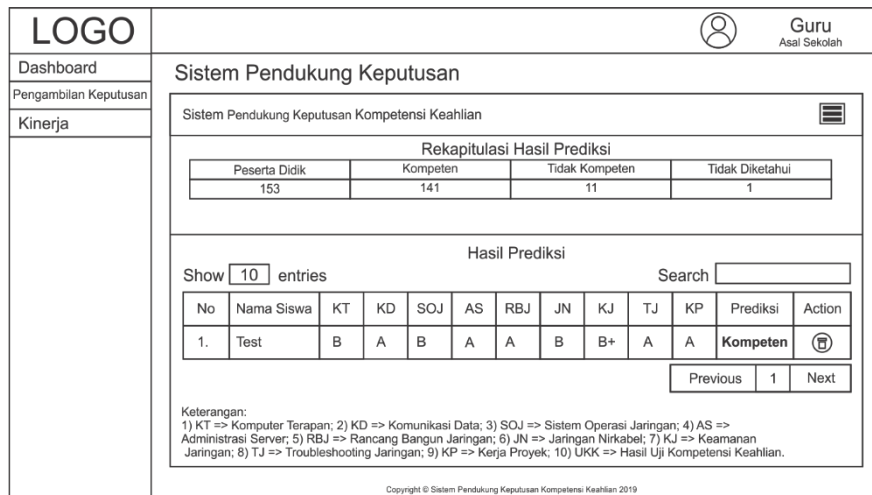 LOGO
Guru
Asal Sekolah
Dashboard
Pengambilan Keputusan
Kinerja
Sistem Pendukung Keputusan
Sistem Pendukung Keputusan Kompetensi Keahlian
Rekapitulasi Hasil Prediksi
Peserta Didik Kompeten Tidak Kompeten Tidak Diketahui
153 141 11 1
Hasil Prediksi
Show 10 entries Search
No Nama Siswa KT KD SOJ AS RBJ JN KJ TJ KP Prediksi Action
1. Test B A B A A B B+ A A Kompeten
Previous 1 Next
Keterangan:
1) KT => Komputer Terapan; 2) KD => Komunikasi Data; 3) SOJ => Sistem Operasi Jaringan; 4) AS =>
Administrasi Server; 5) RBJ => Rancang Bangun Jaringan; 6) JN => Jaringan Nirkabel; 7) KJ => Keamanan
Jaringan; 8) TJ => Troubleshooting Jaringan; 9) KP => Kerja Proyek; 10) UKK => Hasil Uji Kompetensi Keahlian.
Copyright © Sistem Pendukung Keputusan Kompetensi Keahlian 2019